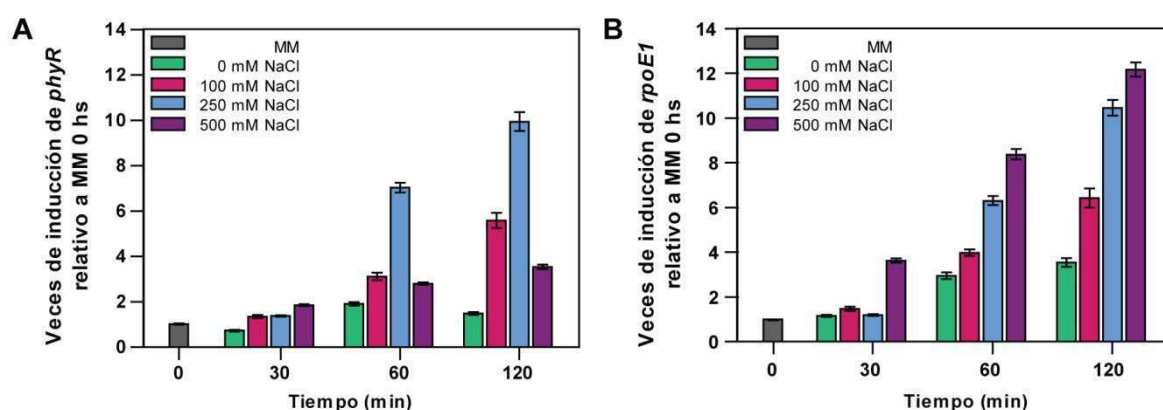 A
Veces de inducción de phyR
relativo a MM 0 hs
14
12
10
8
6
4
2
0
MM
0 mM NaCl
100 mM NaCl
250 mM NaCl
500 mM NaCl
0 30 60 120
Tiempo (min)
B
Veces de inducción de rpoE1
relativo a MM 0 hs
14
12
10
8
6
4
2
0
MM
0 mM NaCl
100 mM NaCl
250 mM NaCl
500 mM NaCl
0 30 60 120
Tiempo (min)